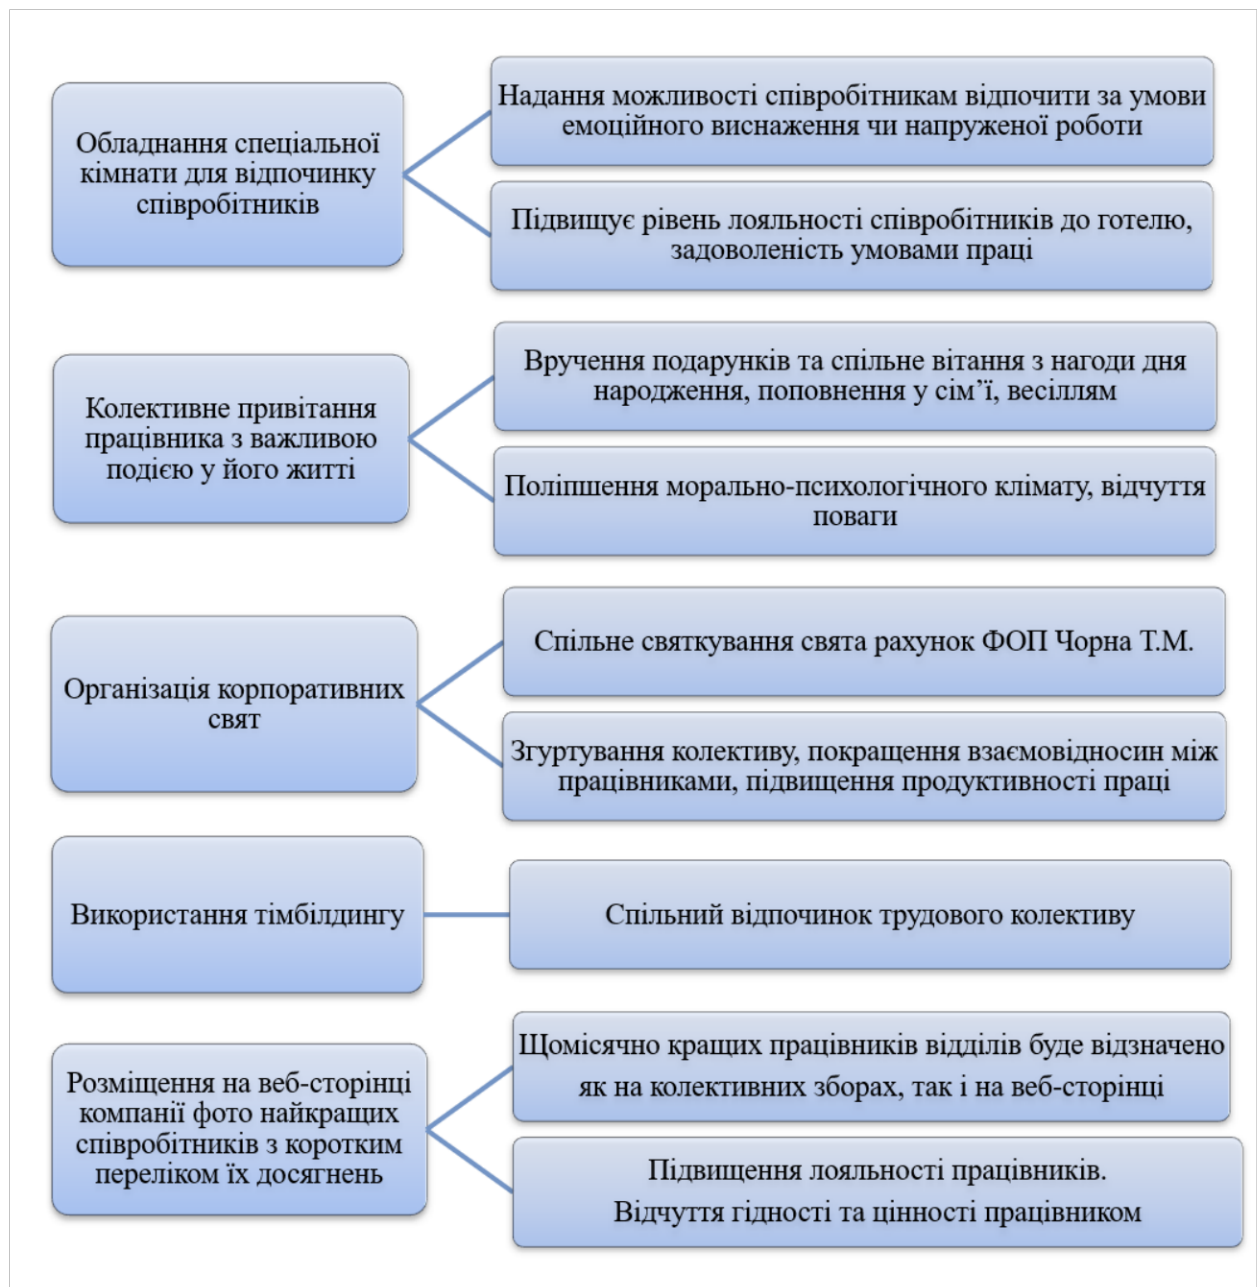 Обладнання спеціальної
кімнати для відпочинку
співробітників
Надання можливості співробітникам відпочити за умови
емоційного виснаження чи напруженої роботи
Підвищує рівень лояльності співробітників до готелю,
задоволеність умовами праці
Колективне привітання
працівника з важливою
подією у його житті
Вручення подарунків та спільне вітання з нагоди дня
народження, поповнення у сім’ї, весіллям
Поліпшення морально-психологічного клімату, відчуття
поваги
Організація корпоративних
свят
Спільне святкування свята рахунок ФОП Чорна Т.М.
Згуртування колективу, покращення взаємовідносин між
працівниками, підвищення продуктивності праці
Використання тімбілдингу
Спільний відпочинок трудового колективу
Розміщення на веб-сторінці
компанії фото найкращих
співробітників з коротким
переліком їх досягнень
Щомісячно кращих працівників відділів буде відзначено
як на колективних зборах, так і на веб-сторінці
Підвищення лояльності працівників.
Відчуття гідності та цінності працівником